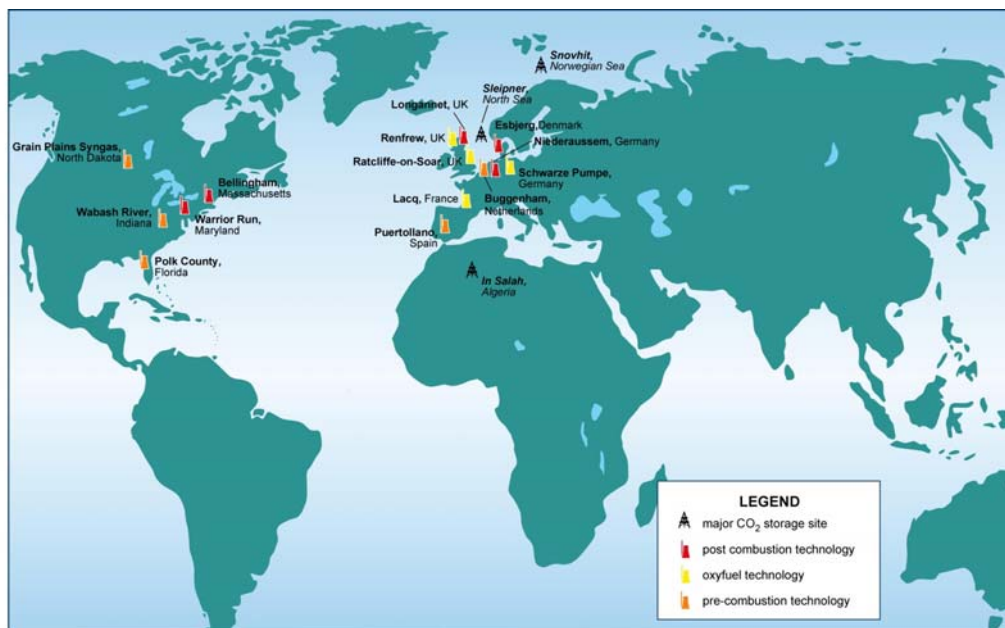 Snovhit,
Norwegian Sea
Sleipner,
North Sea
Longannet, UK
Esbjerg, Denmark
Renfrew, UK
Niederaussem, Germany
Ratcliffe-on-Soar, UK
Schwarze Pumpe,
Germany
Lacq, France
Buggenham,
Netherlands
Puertollano,
Spain
In Salah,
Algeria
Grain Plains Syngas,
North Dakota
Bellingham,
Massachusetts
Wabash River,
Indiana
Warrior Run,
Maryland
Polk County,
Florida
LEGEND
major CO2 storage site
post combustion technology
oxyfuel technology
pre-combustion technology